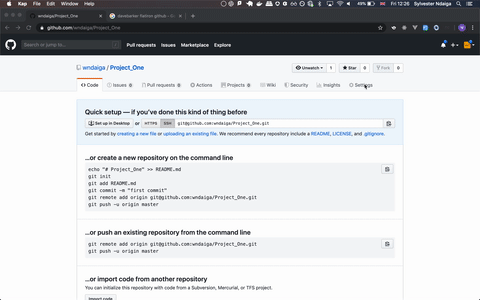 Kap File Edit Window Help
49%
Fri 12:26 Sylvester Ndaiga
wndaiga/Project_One
github.com/wndaiga/Project_One
Search or jump to...
Pull requests Issues Marketplace Explore
wndaiga / Project_One
Unwatch 1 Star 0 Fork 0
Code Issues 0 Pull requests 0 Actions Projects 0 Wiki Security Insights Settings
Quick setup — if you've done this kind of thing before
Set up in Desktop or HTTPS SSH git@github.com:wndaiga/Project_One.git
Get started by creating a new file or uploading an existing file. We recommend every repository include a README, LICENSE, and .gitignore.
...or create a new repository on the command line
echo "# Project_One" >> README.md
git init
git add README.md
git commit -m "first commit"
git remote add origin git@github.com:wndaiga/Project_One.git
git push -u origin master
...or push an existing repository from the command line
git remote add origin git@github.com:wndaiga/Project_One.git
git push -u origin master
...or import code from another repository
You can initialize this repository with code from a Subversion, Mercurial, or TFS project.
Import code